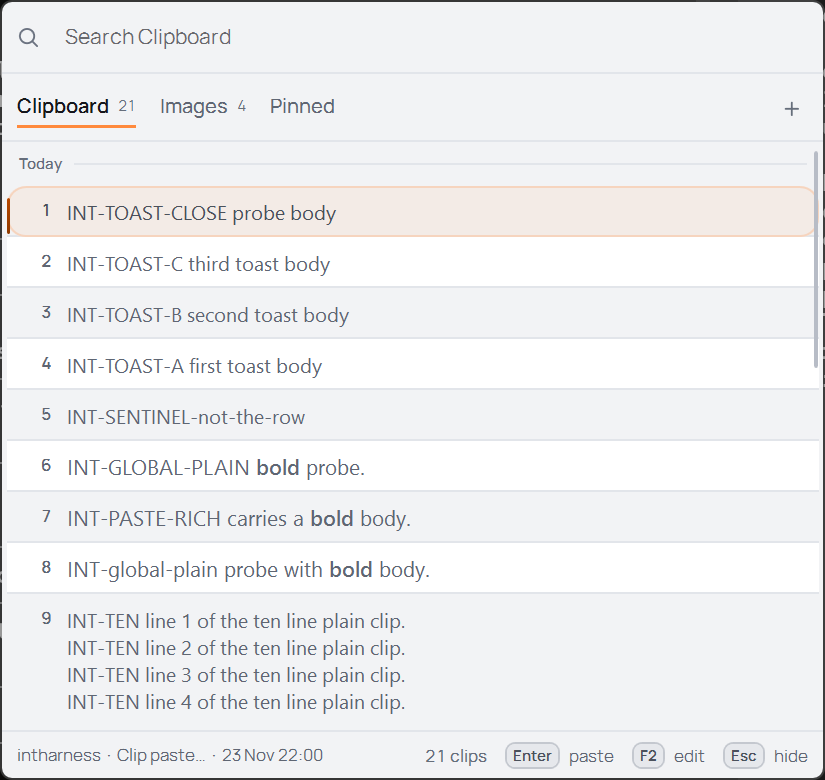 Search Clipboard
Clipboard 21 Images 4 Pinned +
Today
1 INT-TOAST-CLOSE probe body
2 INT-TOAST-C third toast body
3 INT-TOAST-B second toast body
4 INT-TOAST-A first toast body
5 INT-SENTINEL-not-the-row
6 INT-GLOBAL-PLAIN bold probe.
7 INT-PASTE-RICH carries a bold body.
8 INT-global-plain probe with bold body.
9 INT-TEN line 1 of the ten line plain clip.
INT-TEN line 2 of the ten line plain clip.
INT-TEN line 3 of the ten line plain clip.
INT-TEN line 4 of the ten line plain clip.
intharness · Clip paste... · 23 Nov 22:00 21 clips Enter paste F2 edit Esc hide